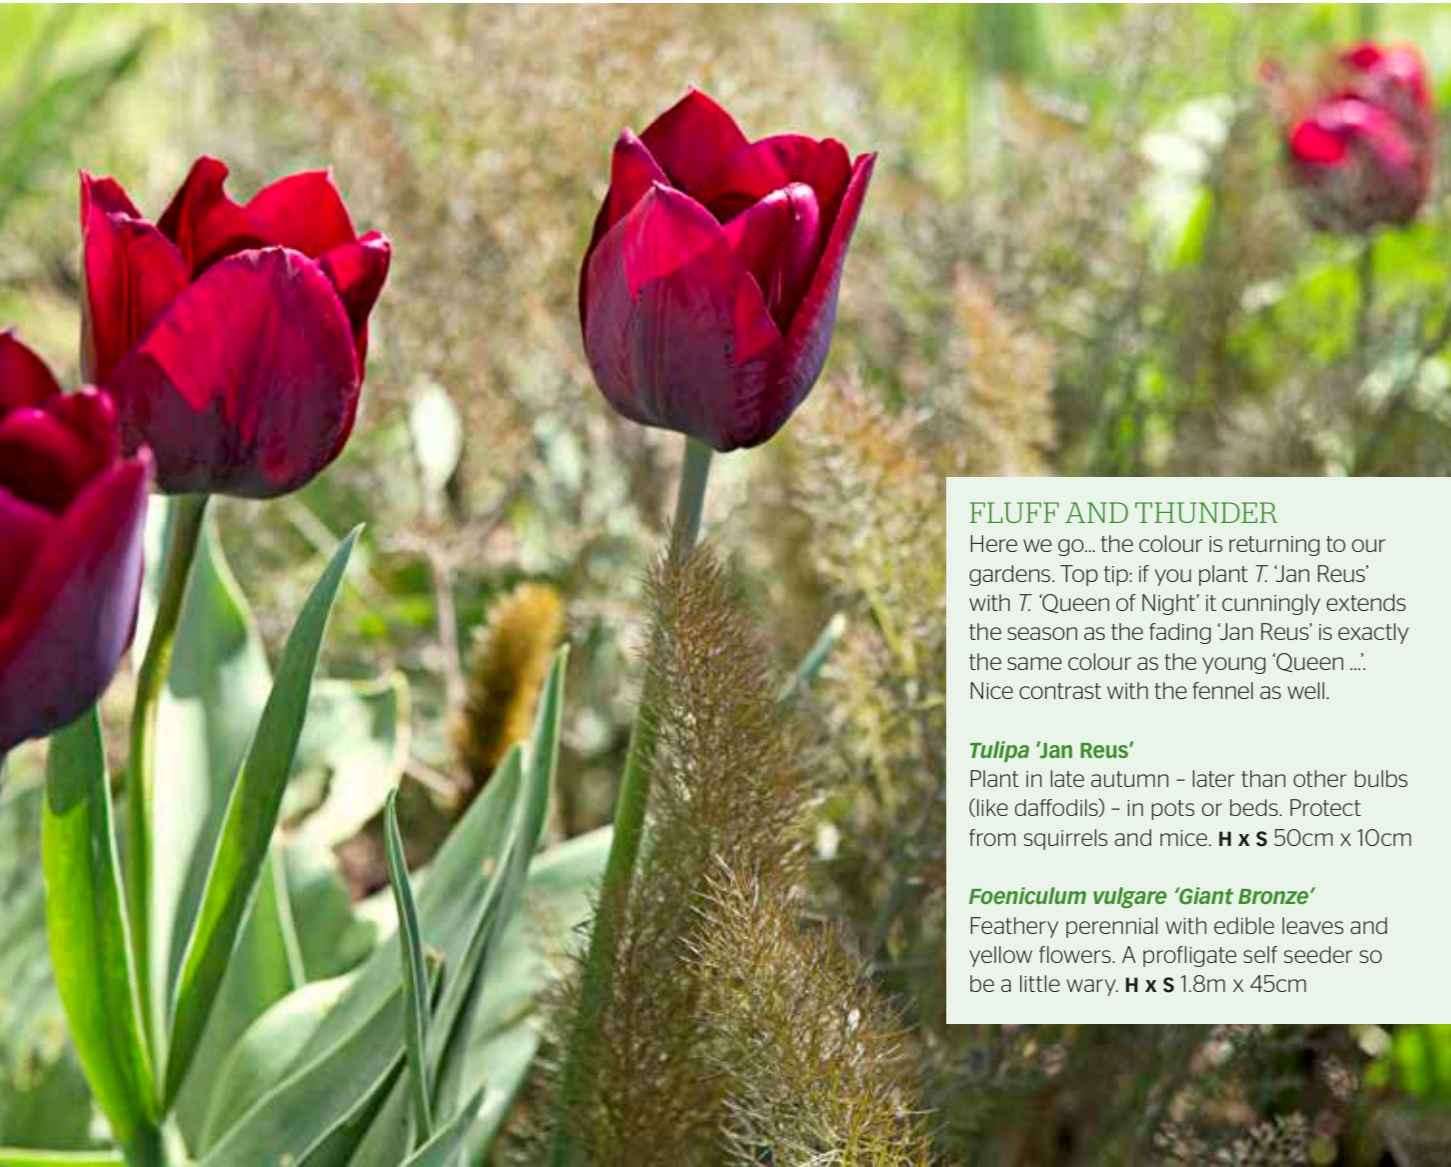 FLUFF AND THUNDER
Here we go... the colour is returning to our
gardens. Top tip: if you plant T. ‘Jan Reus’
with T. ‘Queen of Night’ it cunningly extends
the season as the fading ‘Jan Reus’ is exactly
the same colour as the young ‘Queen ...’.
Nice contrast with the fennel as well.
Tulipa ‘Jan Reus’
Plant in late autumn – later than other bulbs
(like daffodils) – in pots or beds. Protect
from squirrels and mice. H x S 50cm x 10cm
Foeniculum vulgare ‘Giant Bronze’
Feathery perennial with edible leaves and
yellow flowers. A profligate self seeder so
be a little wary. H x S 1.8m x 45cm